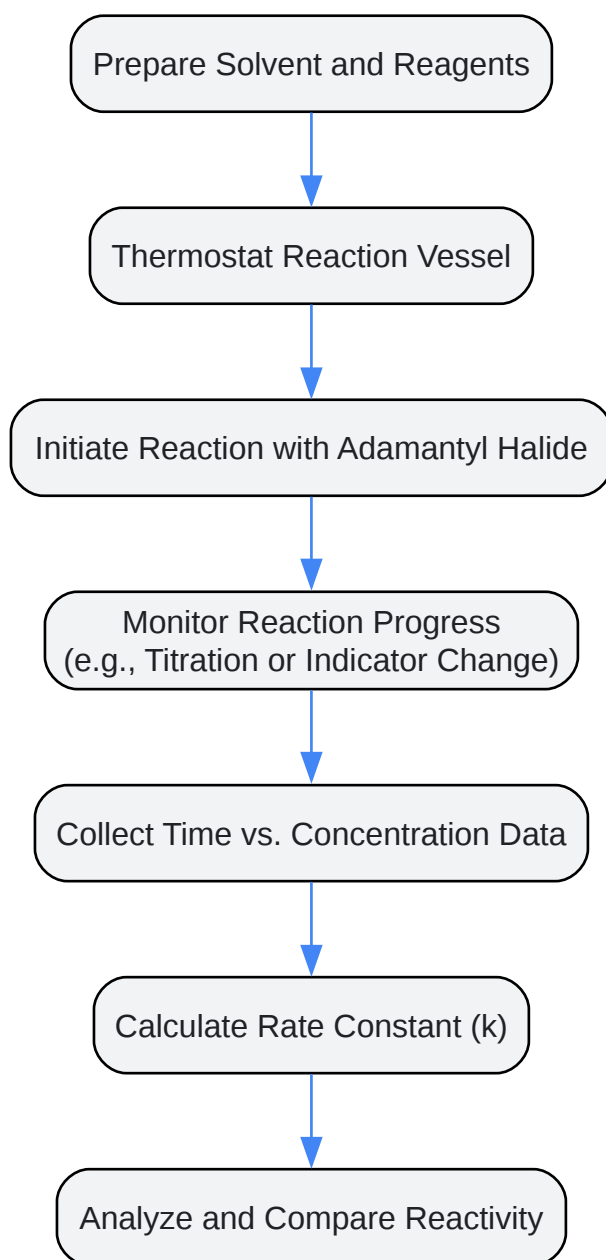 Prepare Solvent and Reagents
Thermostat Reaction Vessel
Initiate Reaction with Adamantyl Halide
Monitor Reaction Progress
(e.g., Titration or Indicator Change)
Collect Time vs. Concentration Data
Calculate Rate Constant (k)
Analyze and Compare Reactivity